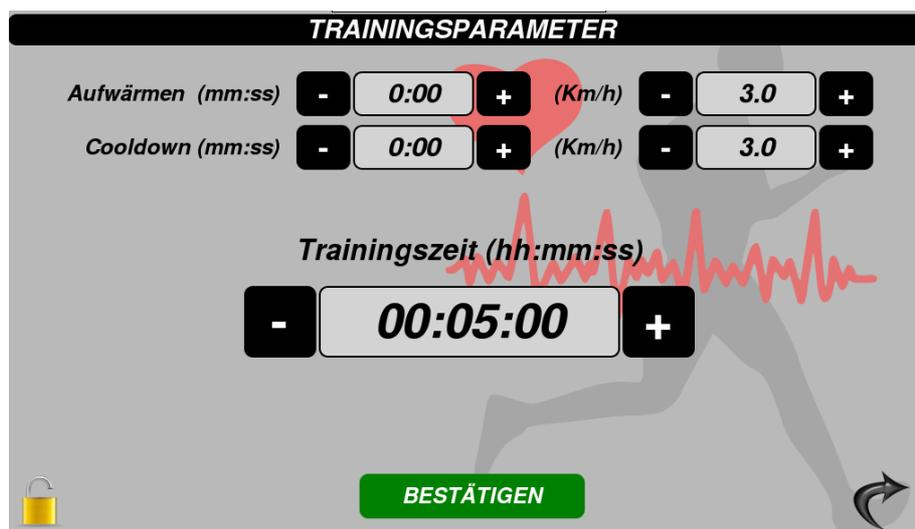 TRAININGSPARAMETER
Aufwärmen (mm:ss) - 0:00 + (Km/h) - 3.0 +
Cooldown (mm:ss) - 0:00 + (Km/h) - 3.0 +
Trainingszeit (hh:mm:ss)
- 00:05:00 +
BESTÄTIGEN